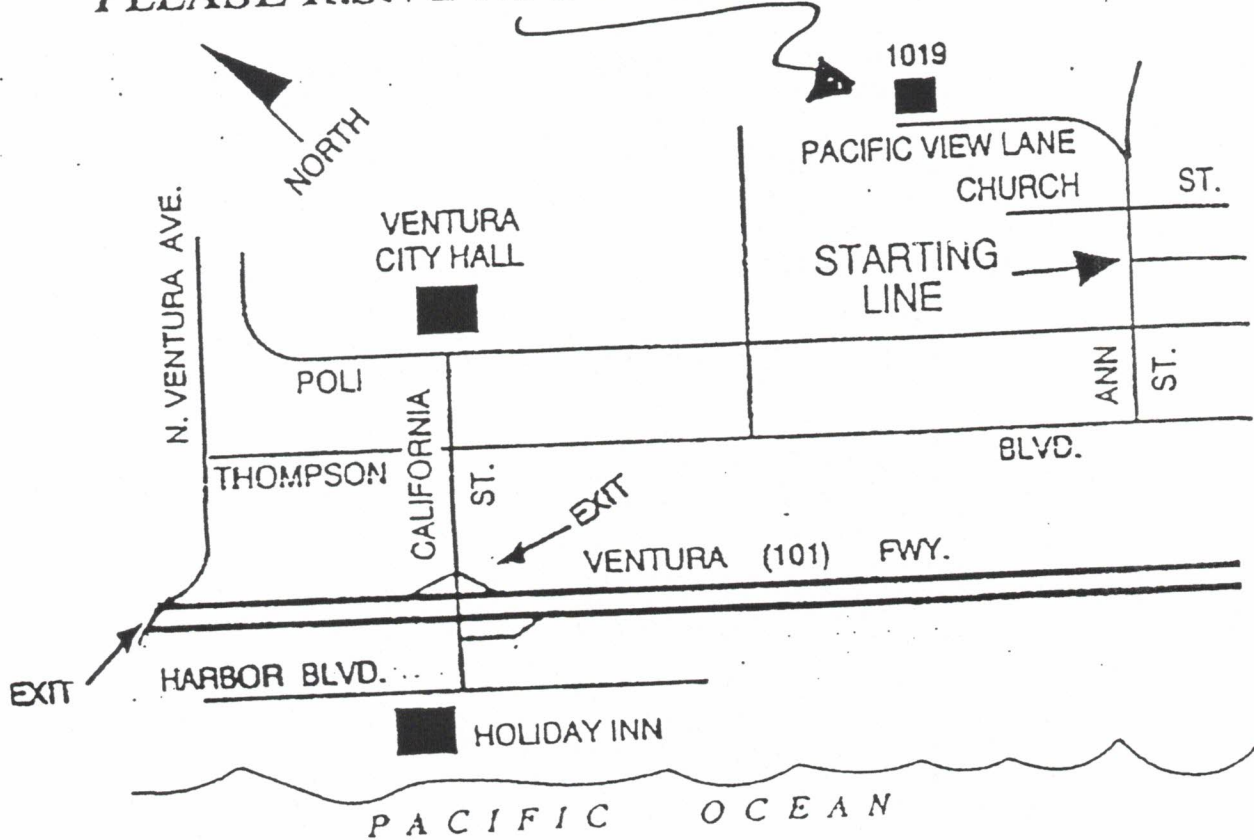 PLEASE
NORTH
1019
PACIFIC VIEW LANE
CHURCH ST.
N. VENTURA AVE.
VENTURA
CITY HALL
STARTING
LINE
POLI
ANN ST.
CALIFORNIA ST.
THOMPSON BLVD.
EXIT
VENTURA (101) FWY.
EXIT
HARBOR BLVD.
HOLIDAY INN
PACIFIC OCEAN